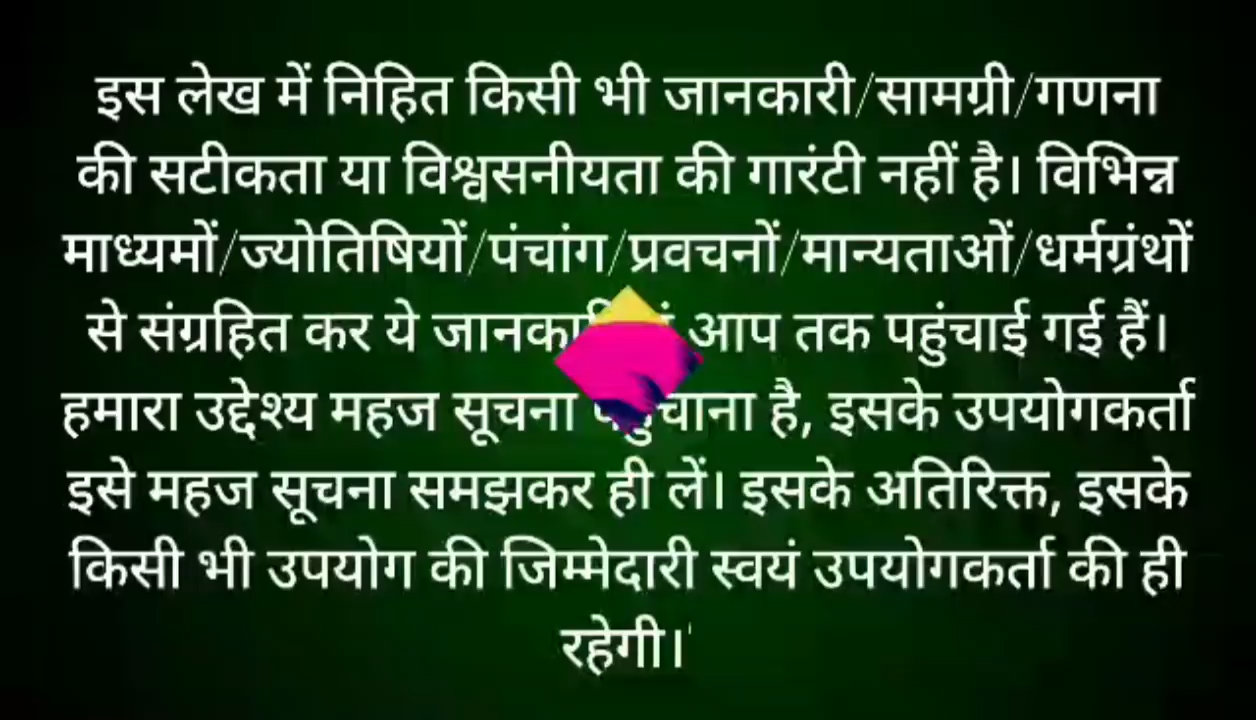 इस लेख में निहित किसी भी जानकारी/सामग्री/गणना
की सटीकता या विश्वसनीयता की गारंटी नहीं है। विभिन्न
माध्यमों/ज्योतिषियों/पंचांग/प्रवचनों/मान्यताओं/धर्मग्रंथों
से संग्रहित कर ये आप तक पहुंचाई गई हैं।
हमारा उद्देश्य महज सूचना है, इसके उपयोगकर्ता
इसे महज सूचना समझकर ही लें। इसके अतिरिक्त, इसके
किसी भी उपयोग की जिम्मेदारी स्वयं उपयोगकर्ता की ही
रहेगी।'